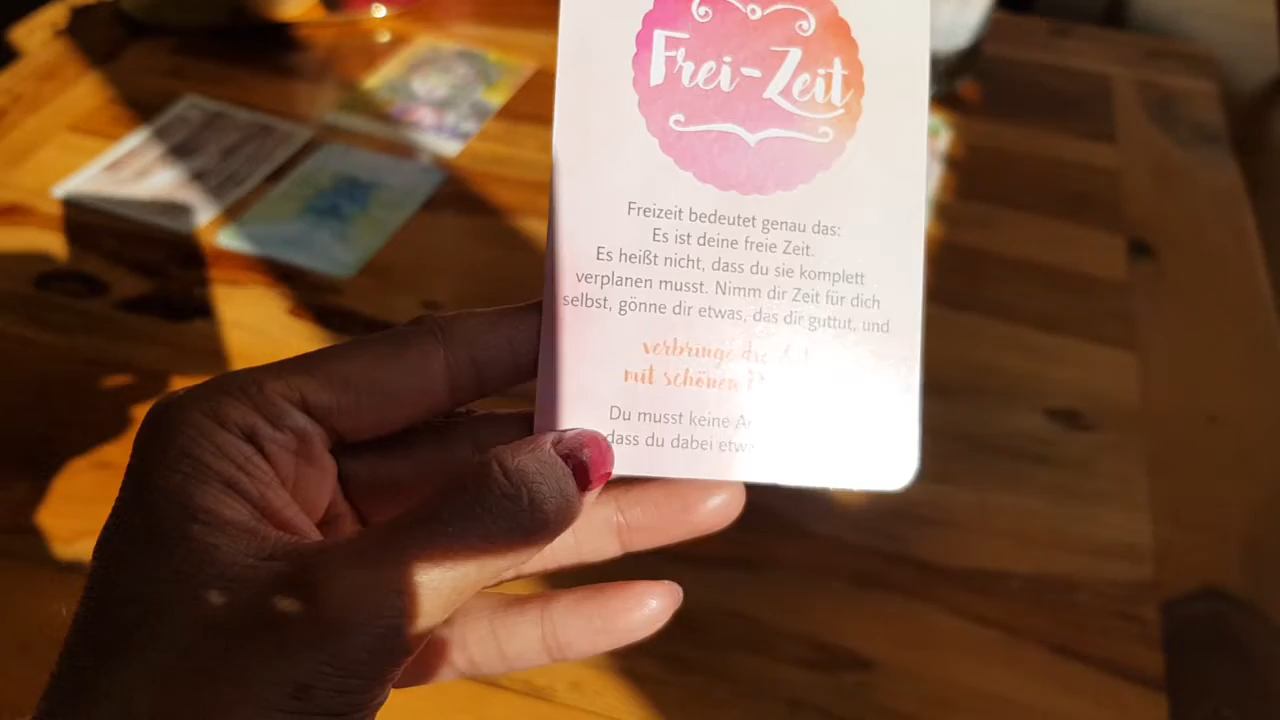 Frei-Zeit
Freizeit bedeutet genau das:
Es ist deine freie Zeit.
Es heißt nicht, dass du sie komplett
verplanen musst. Nimm dir Zeit für dich
selbst, gönne dir etwas, das dir guttut, und
verbringe die
mit schönen
Du musst keine
dass du dabei